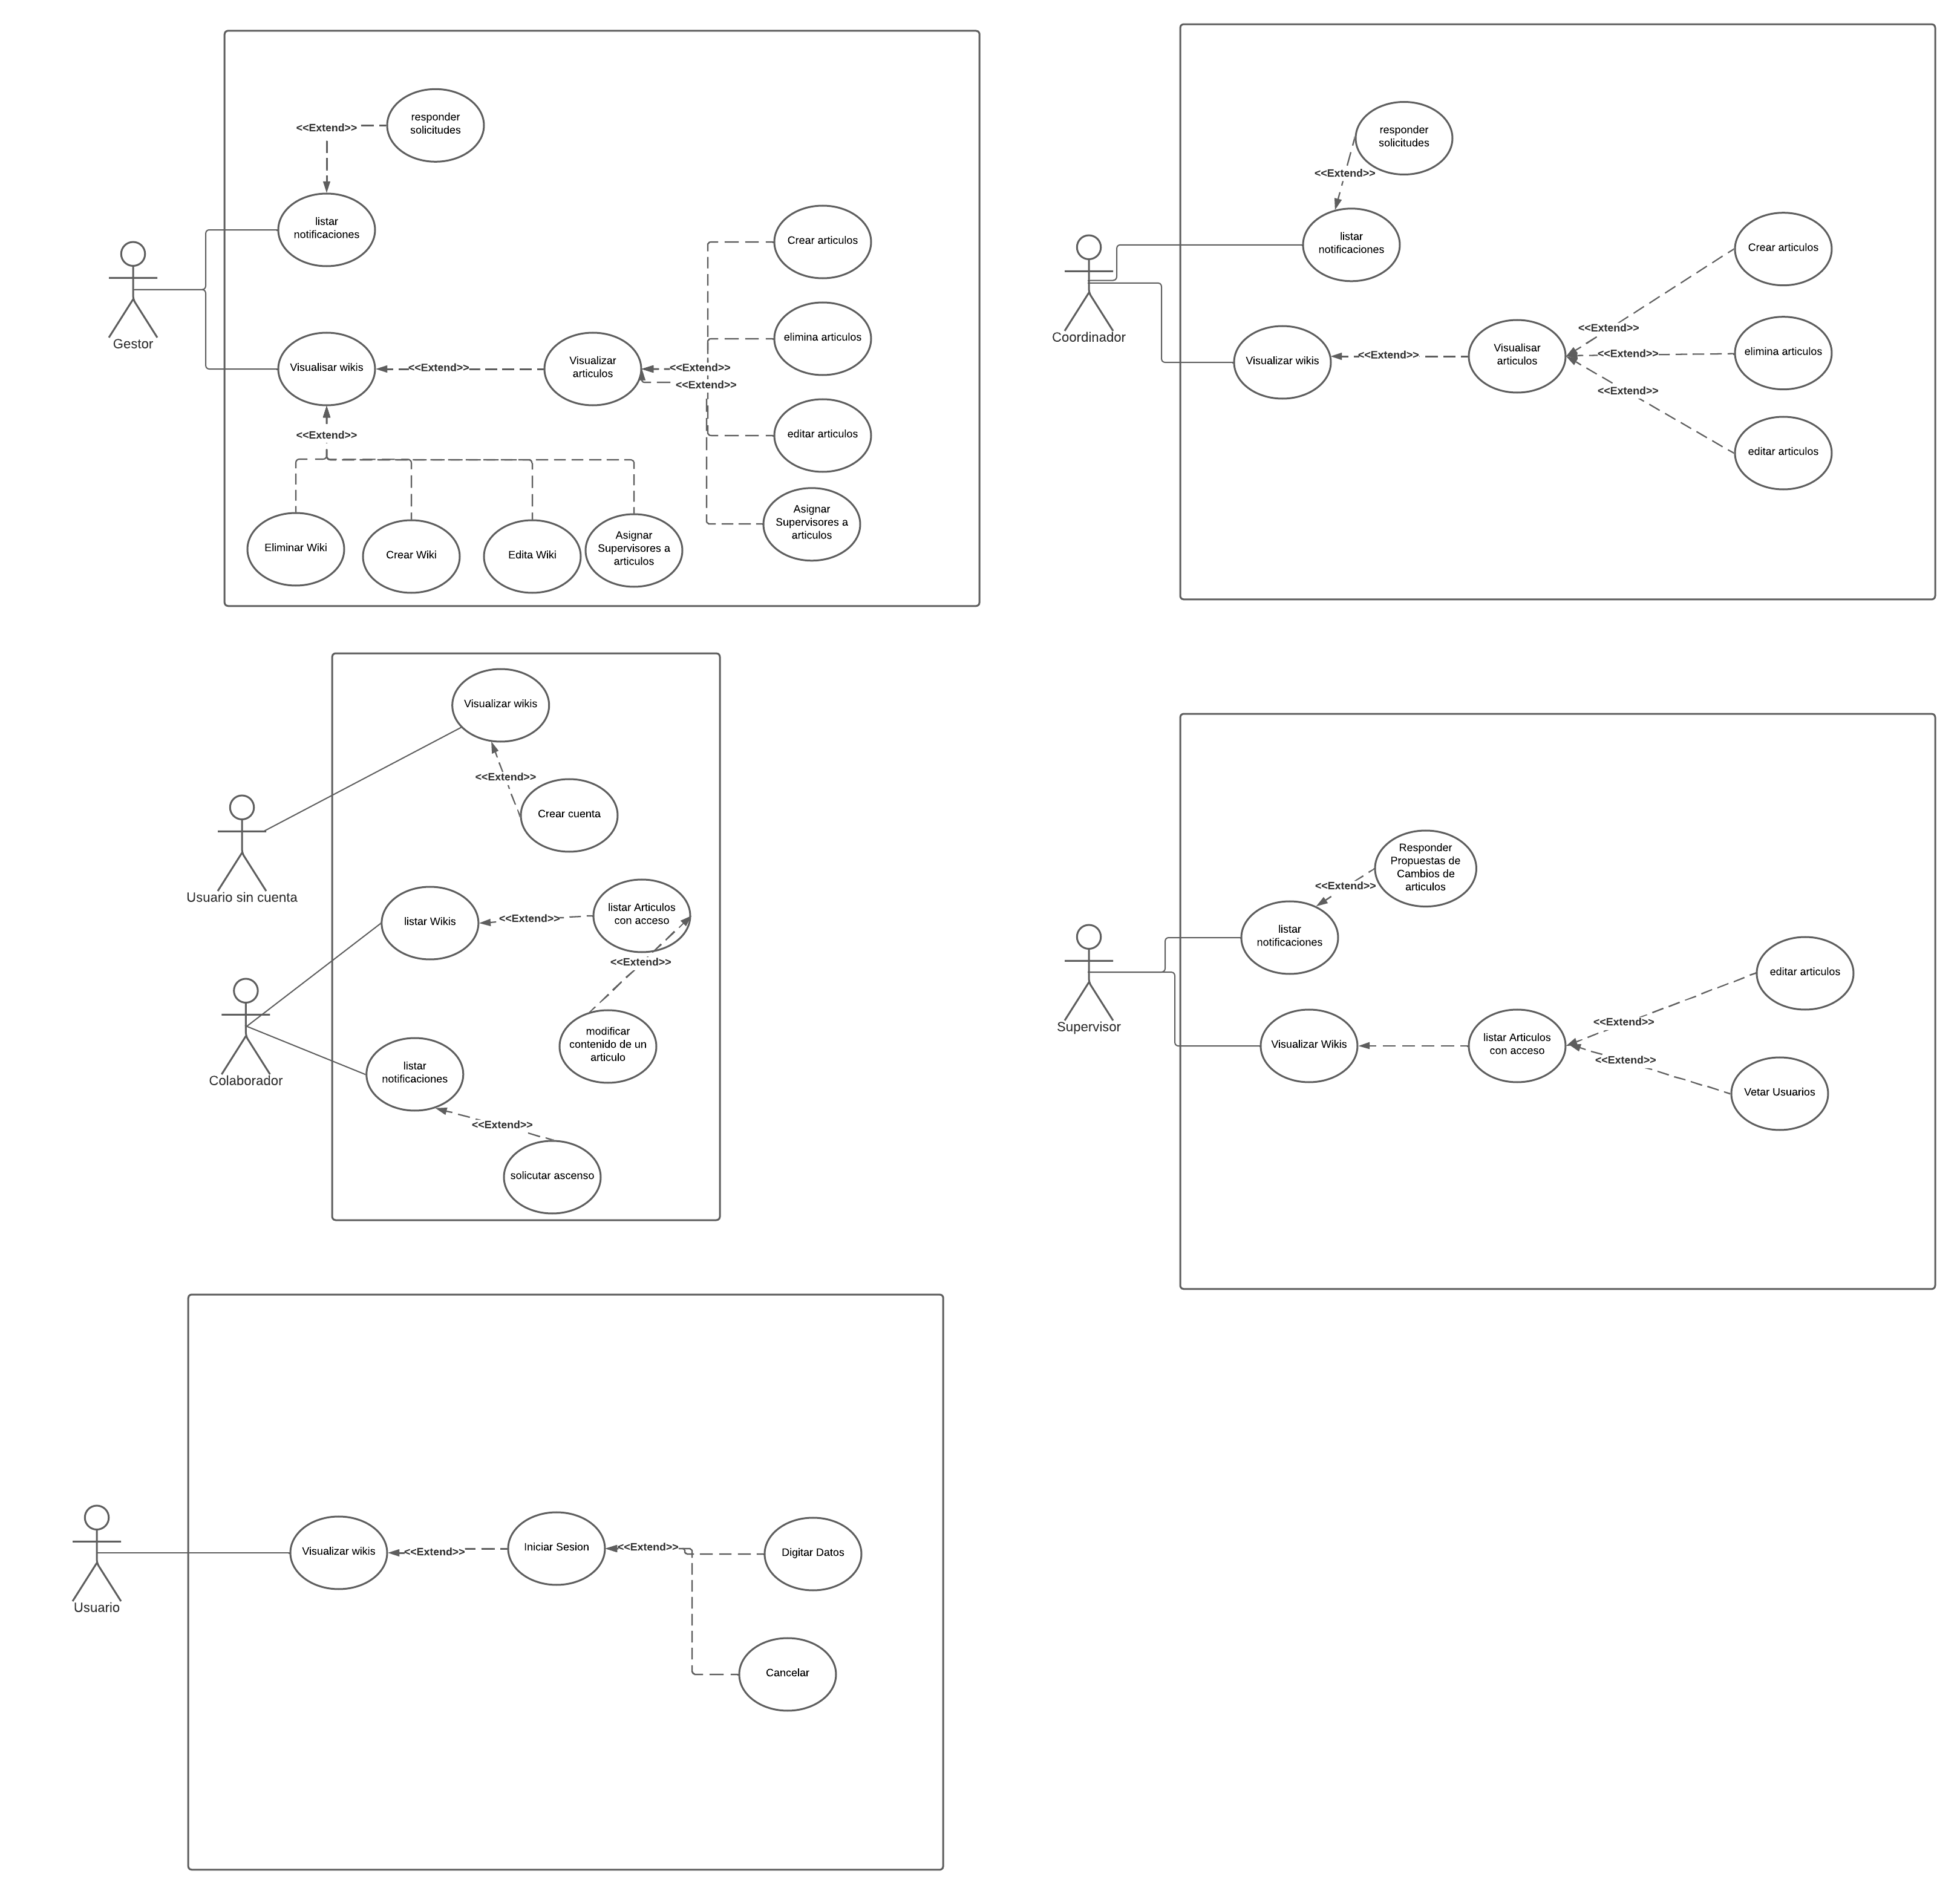 responder
solicitudes
<<Extend>>
listar
notificaciones
Gestor
Visualisar wikis
<<Extend>>
Visualizar
articulos
<<Extend>>
<<Extend>>
Crear articulos
elimina articulos
editar articulos
Asignar
Supervisores a
articulos
<<Extend>>
Eliminar Wiki
Crear Wiki
Edita Wiki
Asignar
Supervisores a
articulos
responder
solicitudes
<<Extend>>
listar
notificaciones
Coordinador
Visualizar wikis
<<Extend>>
Visualisar
articulos
<<Extend>>
<<Extend>>
<<Extend>>
Crear articulos
elimina articulos
editar articulos
Visualizar wikis
<<Extend>>
Crear cuenta
Usuario sin cuenta
listar Wikis
<<Extend>>
listar Articulos
con acceso
<<Extend>>
modificar
contenido de un
articulo
Colaborador
listar
notificaciones
<<Extend>>
solicutar ascenso
Responder
Propuestas de
Cambios de
articulos
<<Extend>>
listar
notificaciones
Supervisor
Visualizar Wikis
listar Articulos
con acceso
<<Extend>>
<<Extend>>
editar articulos
Vetar Usuarios
Usuario
Visualizar wikis
<<Extend>>
Iniciar Sesion
<<Extend>>
Digitar Datos
Cancelar